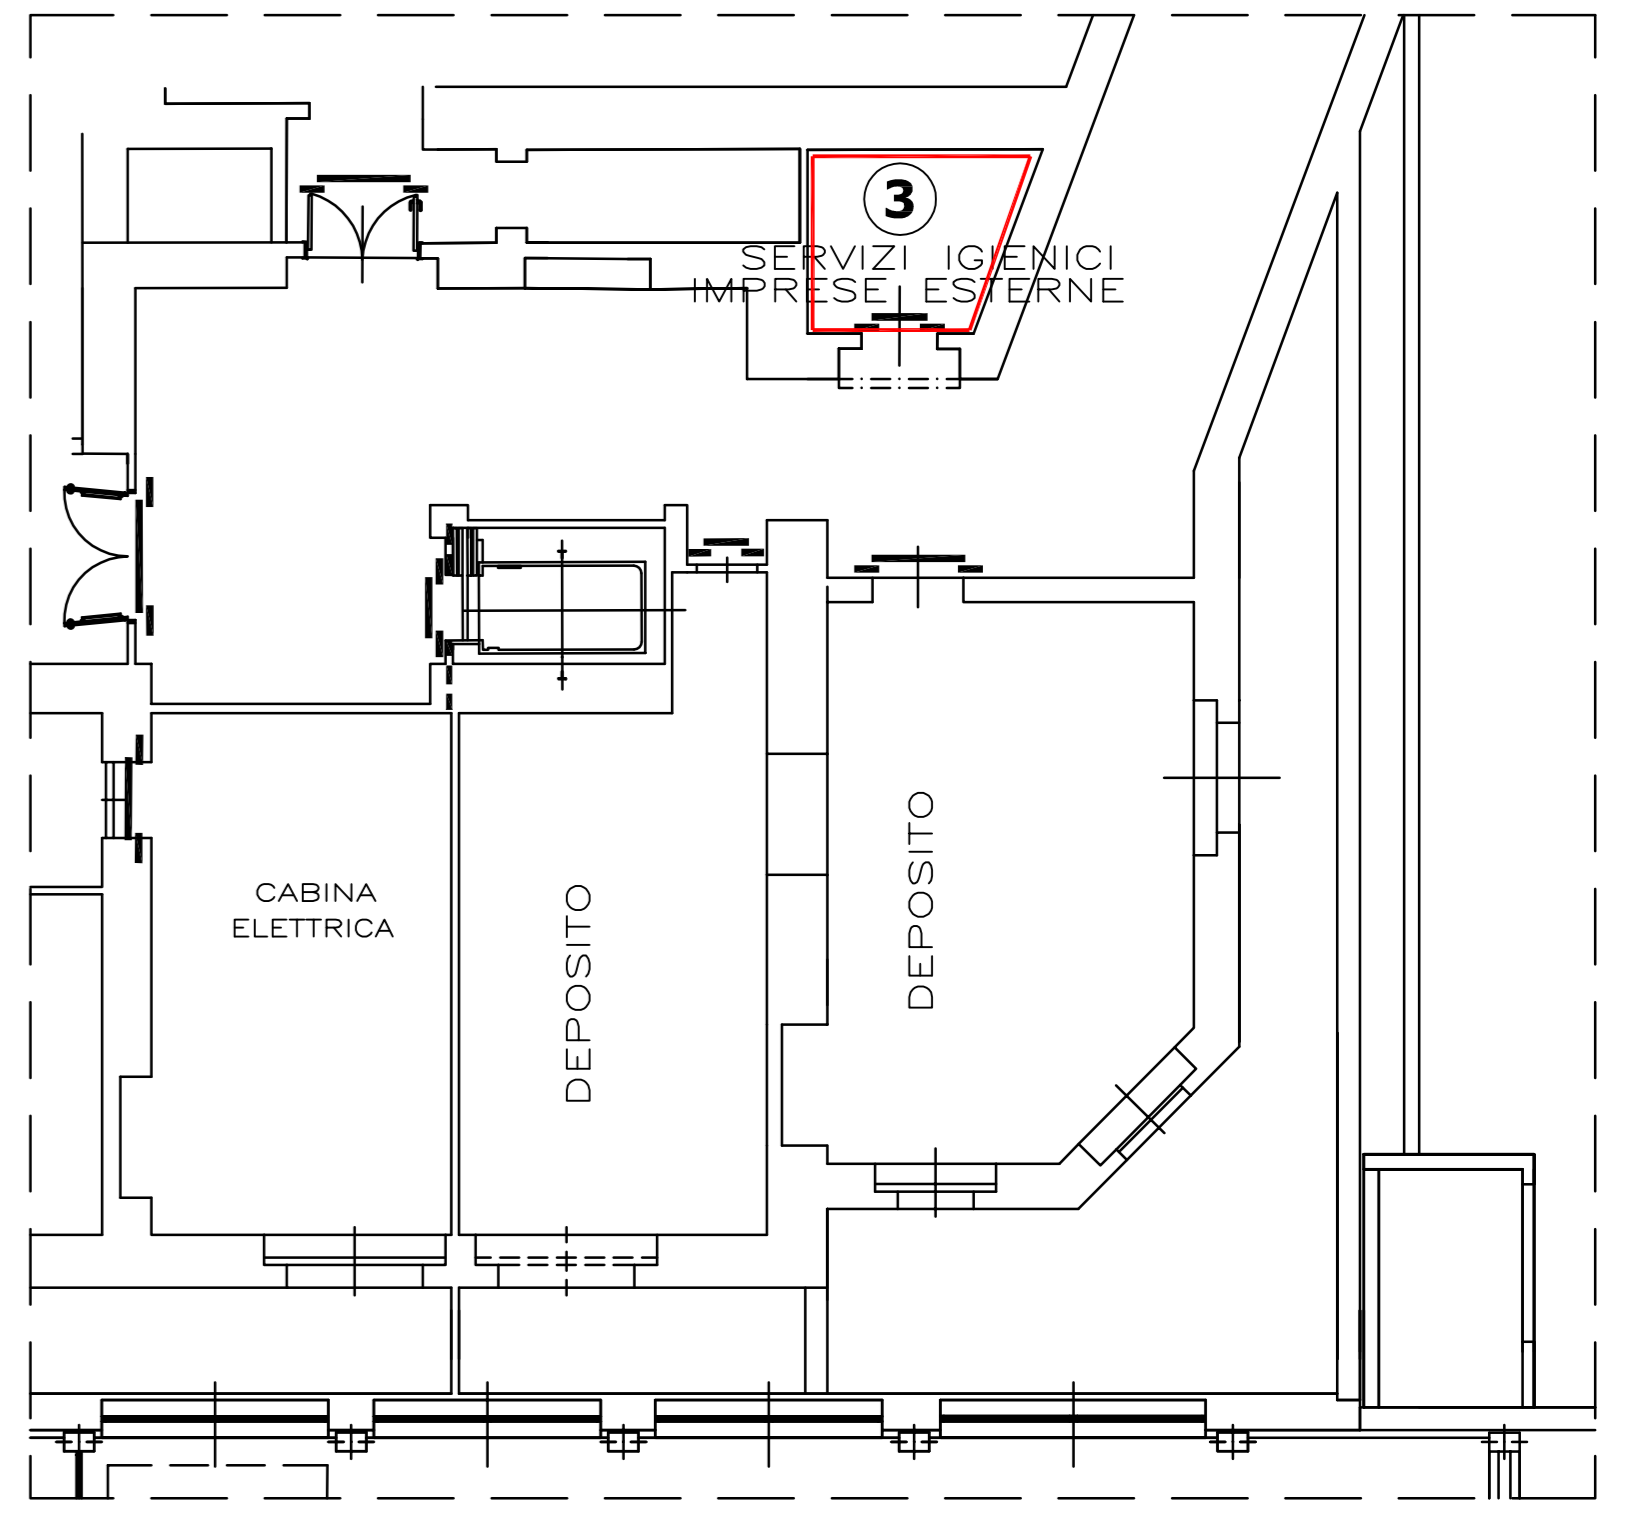 3
SERVIZI IGIENICI
IMPRESE ESTERNE
DEPOSITO
CABINA
ELETTRICA
DEPOSITO